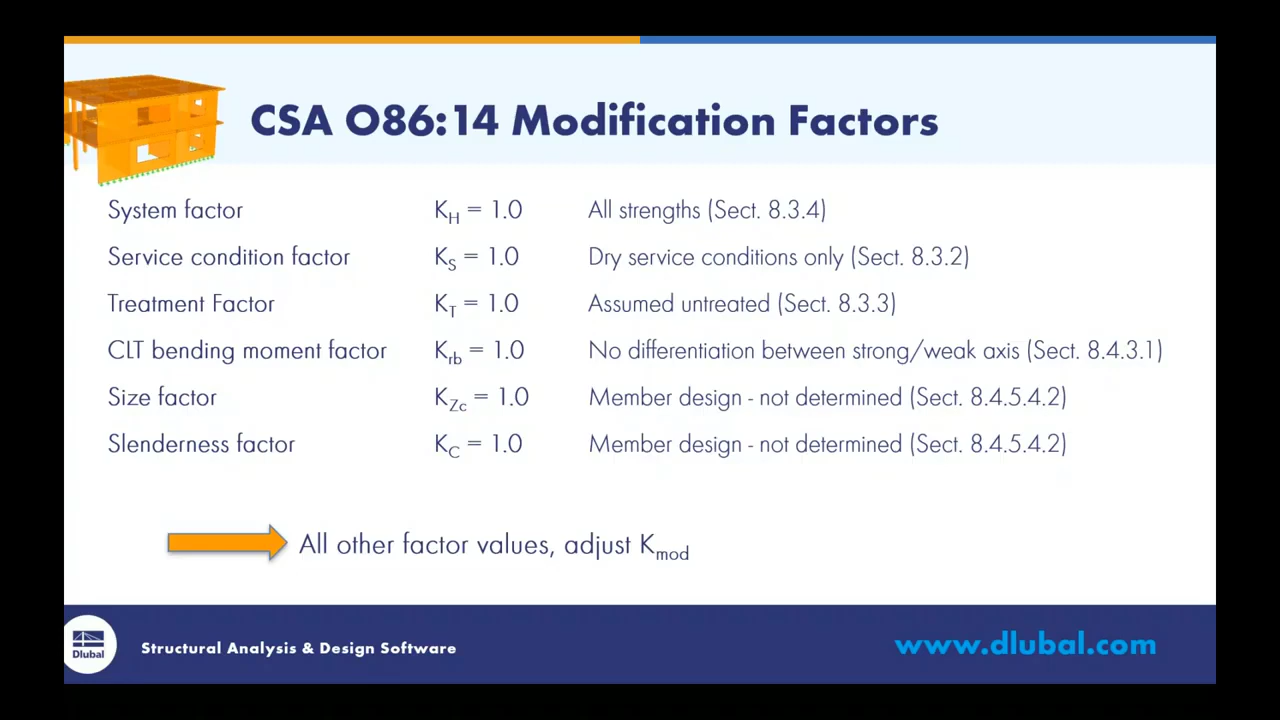 CSA O86:14 Modification Factors
System factor K_H = 1.0 All strengths (Sect. 8.3.4)
Service condition factor K_S = 1.0 Dry service conditions only (Sect. 8.3.2)
Treatment Factor K_T = 1.0 Assumed untreated (Sect. 8.3.3)
CLT bending moment factor K_rb = 1.0 No differentiation between strong/weak axis (Sect. 8.4.3.1)
Size factor K_Zc = 1.0 Member design - not determined (Sect. 8.4.5.4.2)
Slenderness factor K_C = 1.0 Member design - not determined (Sect. 8.4.5.4.2)
All other factor values, adjust K_mod
Dlubal
Structural Analysis & Design Software
www.dlubal.com